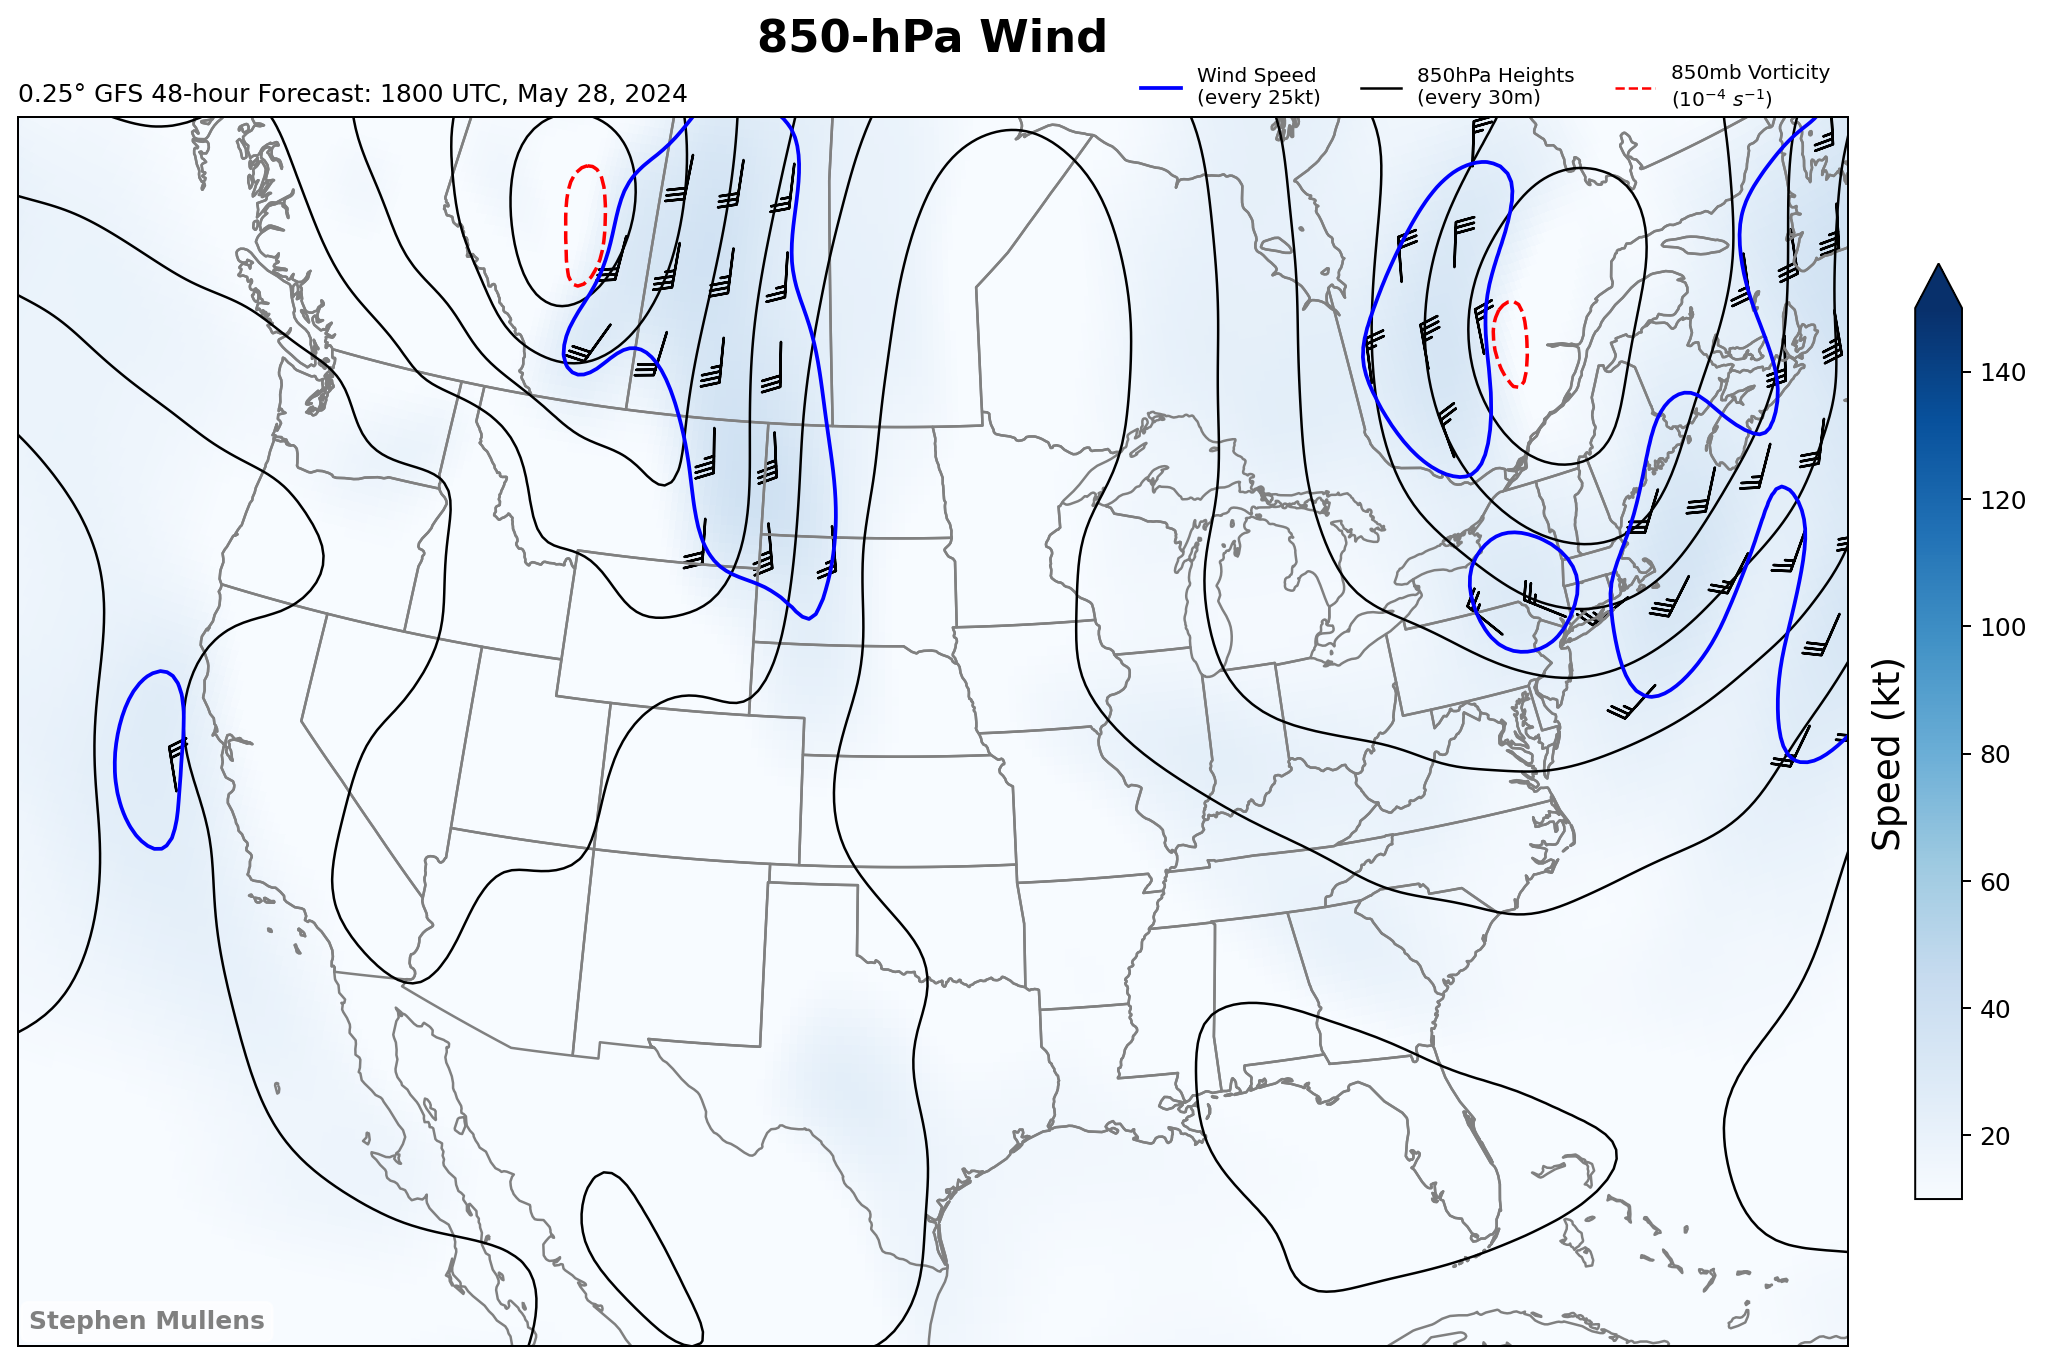 850-hPa Wind
0.25° GFS 48-hour Forecast: 1800 UTC, May 28, 2024
Wind Speed
(every 25kt)
850hPa Heights
(every 30m)
850mb Vorticity
(10⁻⁴ s⁻¹)
140
120
100
80
60
40
20
Speed (kt)
Stephen Mullens